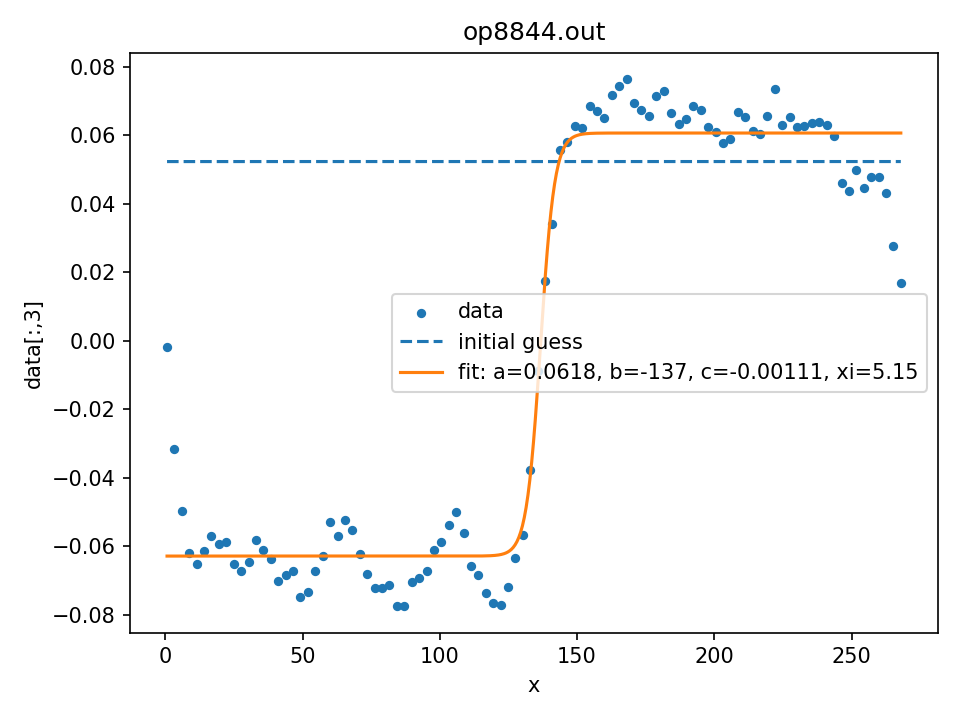 op8844.out
0.08
0.06
0.04
0.02
0.00
−0.02
−0.04
−0.06
−0.08
data[:,3]
data
initial guess
fit: a=0.0618, b=-137, c=-0.00111, xi=5.15
0 50 100 150 200 250
x